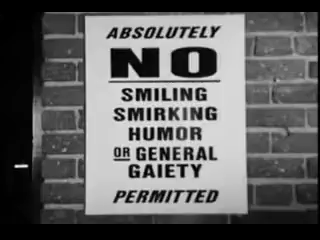 ABSOLUTELY
NO
SMILING
SMIRKING
HUMOR
OR GENERAL
GAIETY
PERMITTED